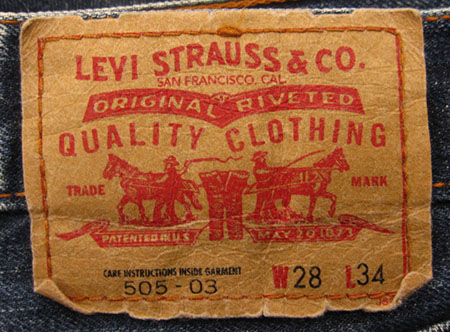 LEVI STRAUSS & CO.
SAN FRANCISCO, CAL.
ORIGINAL RIVETED
QUALITY CLOTHING
TRADE MARK
PATENTED IN U.S. MAY 20 1873
CARE INSTRUCTIONS INSIDE GARMENT
505-03 W28 L34